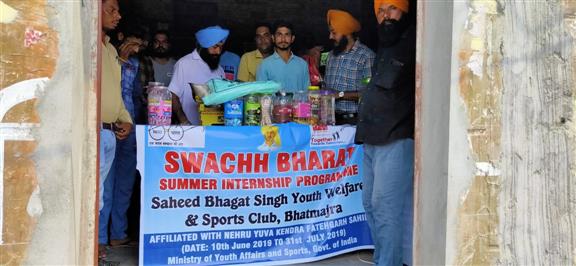 Together
SWACHH BHARAT
SUMMER INTERNSHIP PROGRAMME
Saheed Bhagat Singh Youth Welfare
& Sports Club, Bhatmajra
AFFILIATED WITH NEHRU YUVA KENDRA FATEHGARH SAHIB
(DATE: 10th June 2019 TO 31st JULY 2019)
Ministry of Youth Affairs and Sports, Govt. of India